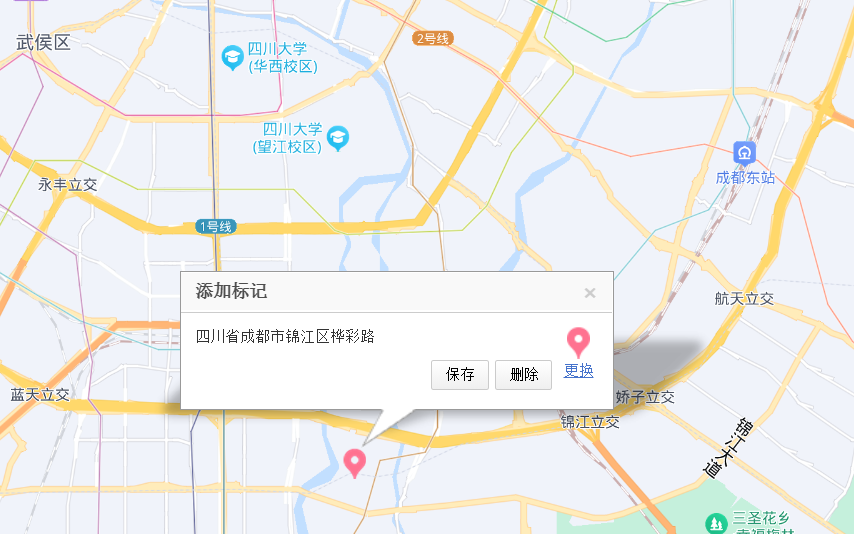 武侯区
四川大学
(华西校区)
2号线
四川大学
(望江校区)
成都东站
永丰立交
1号线
添加标记
×
航天立交
四川省成都市锦江区桦彩路
保存
删除
更换
蓝天立交
娇子立交
锦江立交
锦江大道
三圣花乡
幸福梅林